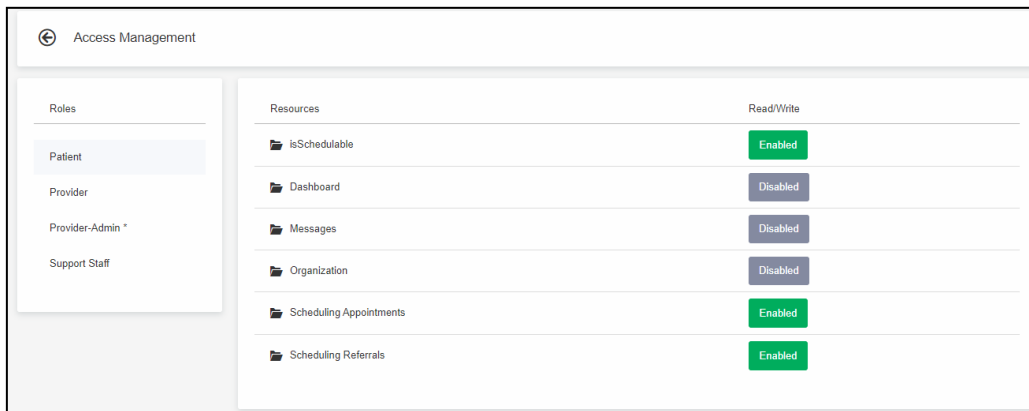 Access Management
Roles
Patient
Provider
Provider-Admin *
Support Staff
Resources Read/Write
isSchedulable Enabled
Dashboard Disabled
Messages Disabled
Organization Disabled
Scheduling Appointments Enabled
Scheduling Referrals Enabled